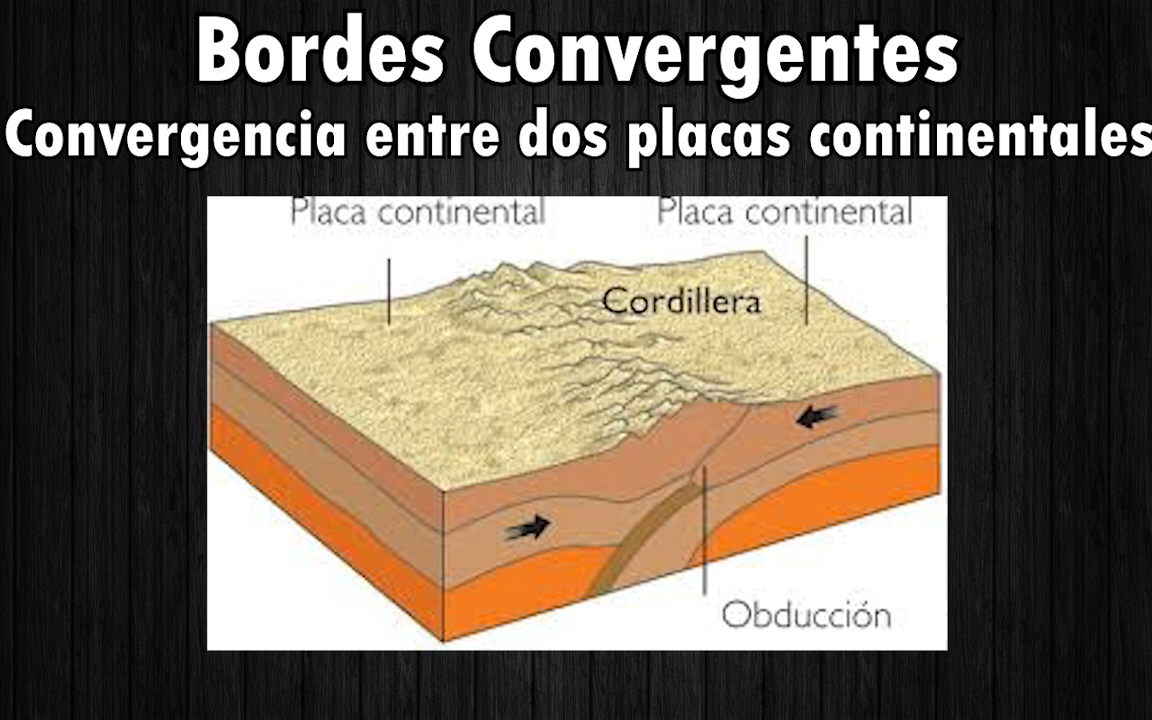 Bordes Convergentes
Convergencia entre dos placas continentales
Placa continental Placa continental
Cordillera
Obducción